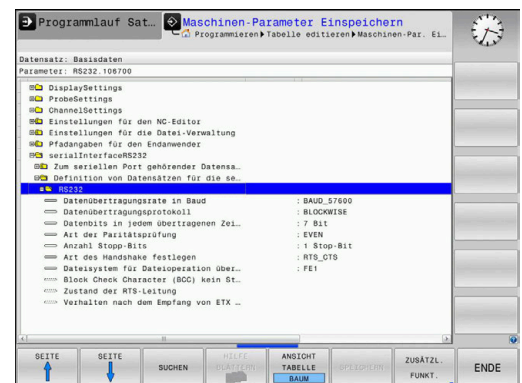 Programmlauf Sat…
Maschinen-Parameter Einspeichern
Programmieren▸Tabelle editieren▸Maschinen-Par. Ei…
Datensatz: Basisdaten
Parameter: RS232.106700
DisplaySettings
ProbeSettings
ChannelSettings
Einstellungen für den NC-Editor
Einstellungen für die Datei-Verwaltung
Pfadangaben für den Endanwender
serialInterfaceRS232
Zum seriellen Port gehörender Datensa…
Definition von Datensätzen für die se…
RS232
Datenübertragungsrate in Baud : BAUD_57600
Datenübertragungsprotokoll : BLOCKWISE
Datenbits in jedem übertragenen Zei… : 7 Bit
Art der Paritätsprüfung : EVEN
Anzahl Stopp-Bits : 1 Stop-Bit
Art des Handshake festlegen : RTS_CTS
Dateisystem für Dateioperation über… : FE1
Block Check Character (BCC) kein St…
Zustand der RTS-Leitung
Verhalten nach dem Empfang von ETX …
SEITE
SEITE
SUCHEN
HILFE
BLÄTTERN
ANSICHT
TABELLE
BAUM
SPEICHERN
ZUSÄTZL.
FUNKT.
ENDE